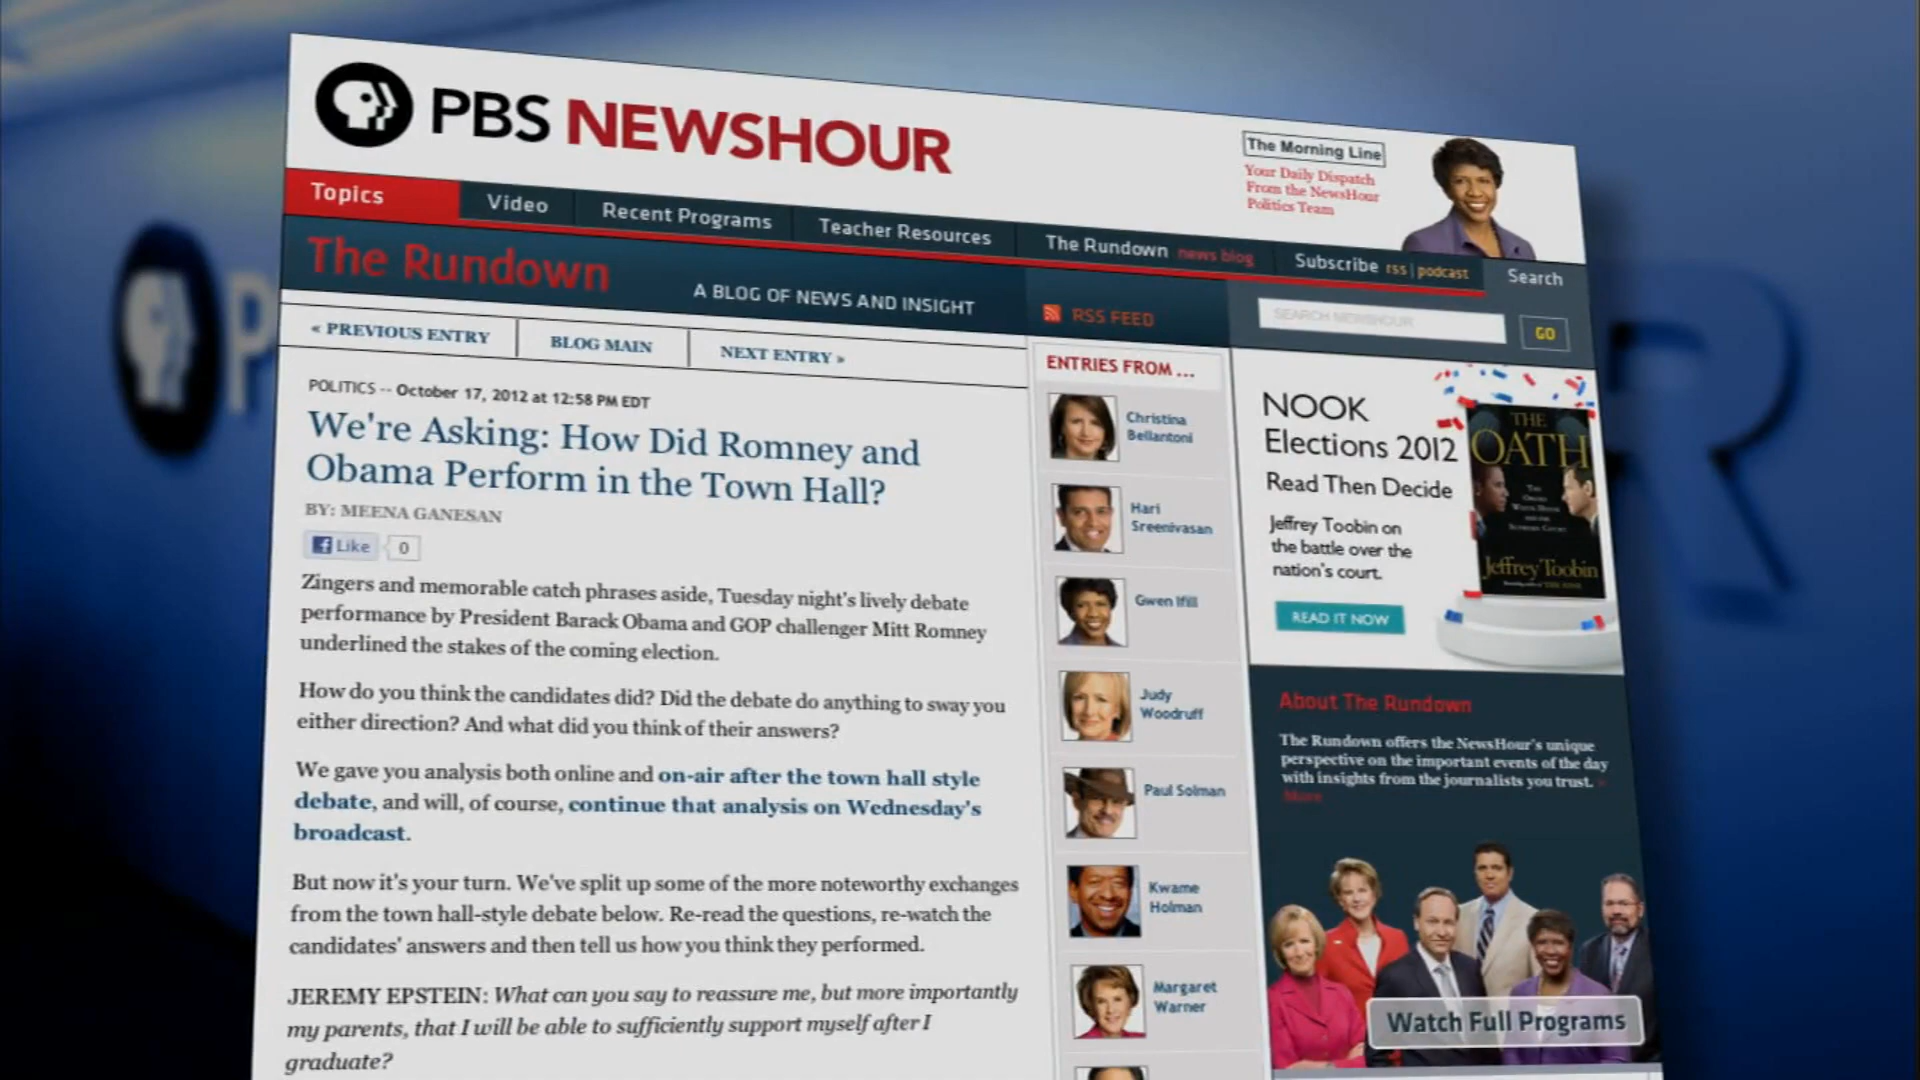 PBS NEWSHOUR
The Morning Line
Your Daily Dispatch
From the NewsHour
Politics Team
Topics
Video
Recent Programs
Teacher Resources
The Rundown news blog
Subscribe rss | podcast
Search
The Rundown
A BLOG OF NEWS AND INSIGHT
RSS FEED
SEARCH NEWSHOUR
GO
« PREVIOUS ENTRY
BLOG MAIN
NEXT ENTRY »
POLITICS -- October 17, 2012 at 12:58 PM EDT
We're Asking: How Did Romney and
Obama Perform in the Town Hall?
BY: MEENA GANESAN
Like 0
Zingers and memorable catch phrases aside, Tuesday night's lively debate
performance by President Barack Obama and GOP challenger Mitt Romney
underlined the stakes of the coming election.
How do you think the candidates did? Did the debate do anything to sway you
either direction? And what did you think of their answers?
We gave you analysis both online and on-air after the town hall style
debate, and will, of course, continue that analysis on Wednesday's
broadcast.
But now it's your turn. We've split up some of the more noteworthy exchanges
from the town hall-style debate below. Re-read the questions, re-watch the
candidates' answers and then tell us how you think they performed.
JEREMY EPSTEIN: What can you say to reassure me, but more importantly
my parents, that I will be able to sufficiently support myself after I
graduate?
ENTRIES FROM ...
Christina
Bellantoni
Hari
Sreenivasan
Gwen Ifill
Judy
Woodruff
Paul Solman
Kwame
Holman
Margaret
Warner
NOOK
Elections 2012
Read Then Decide
Jeffrey Toobin on
the battle over the
nation's court.
READ IT NOW
THE
OATH
Jeffrey Toobin
About The Rundown
The Rundown offers the NewsHour's unique
perspective on the important events of the day
with insights from the journalists you trust.
More
Watch Full Programs
P
R